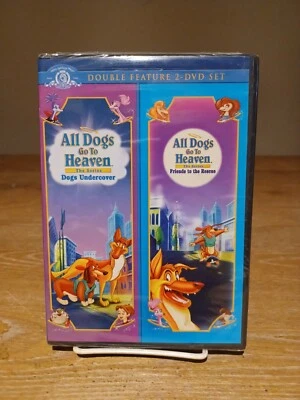 DOUBLE FEATURE 2-DVD SET
All Dogs
Go To
Heaven
The Series
Dogs Undercover
All Dogs
Go To
Heaven
The Series
Friends to the Rescue